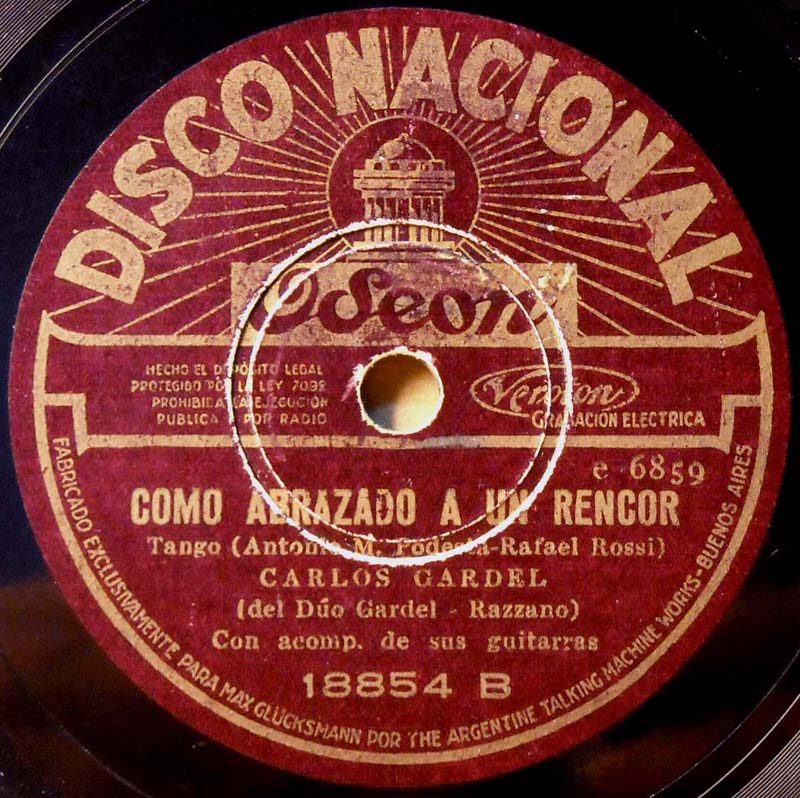 DISCO NACIONAL
Odeon
HECHO EL DEPÓSITO LEGAL
PROTEGIDO POR LA LEY 7092
PROHIBIDA LA EJECUCIÓN
PUBLICA POR RADIO
Veroton
GRABACIÓN ELECTRICA
e 6859
COMO ABRAZADO A UN RENCOR
Tango (Antonio M. Podestá-Rafael Rossi)
CARLOS GARDEL
(del Dúo Gardel - Razzano)
Con acomp. de sus guitarras
18854 B
FABRICADO EXCLUSIVAMENTE PARA MAX GLÜCKSMANN POR THE ARGENTINE TALKING MACHINE WORKS-BUENOS AIRES